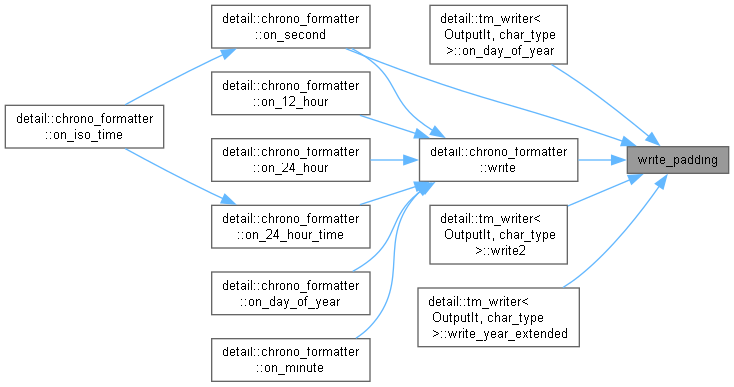 detail::chrono_formatter
::on_iso_time
detail::chrono_formatter
::on_second
detail::chrono_formatter
::on_12_hour
detail::chrono_formatter
::on_24_hour
detail::chrono_formatter
::on_24_hour_time
detail::chrono_formatter
::on_day_of_year
detail::chrono_formatter
::on_minute
detail::tm_writer<
OutputIt, char_type
>::on_day_of_year
detail::chrono_formatter
::write
detail::tm_writer<
OutputIt, char_type
>::write2
detail::tm_writer<
OutputIt, char_type
>::write_year_extended
write_padding